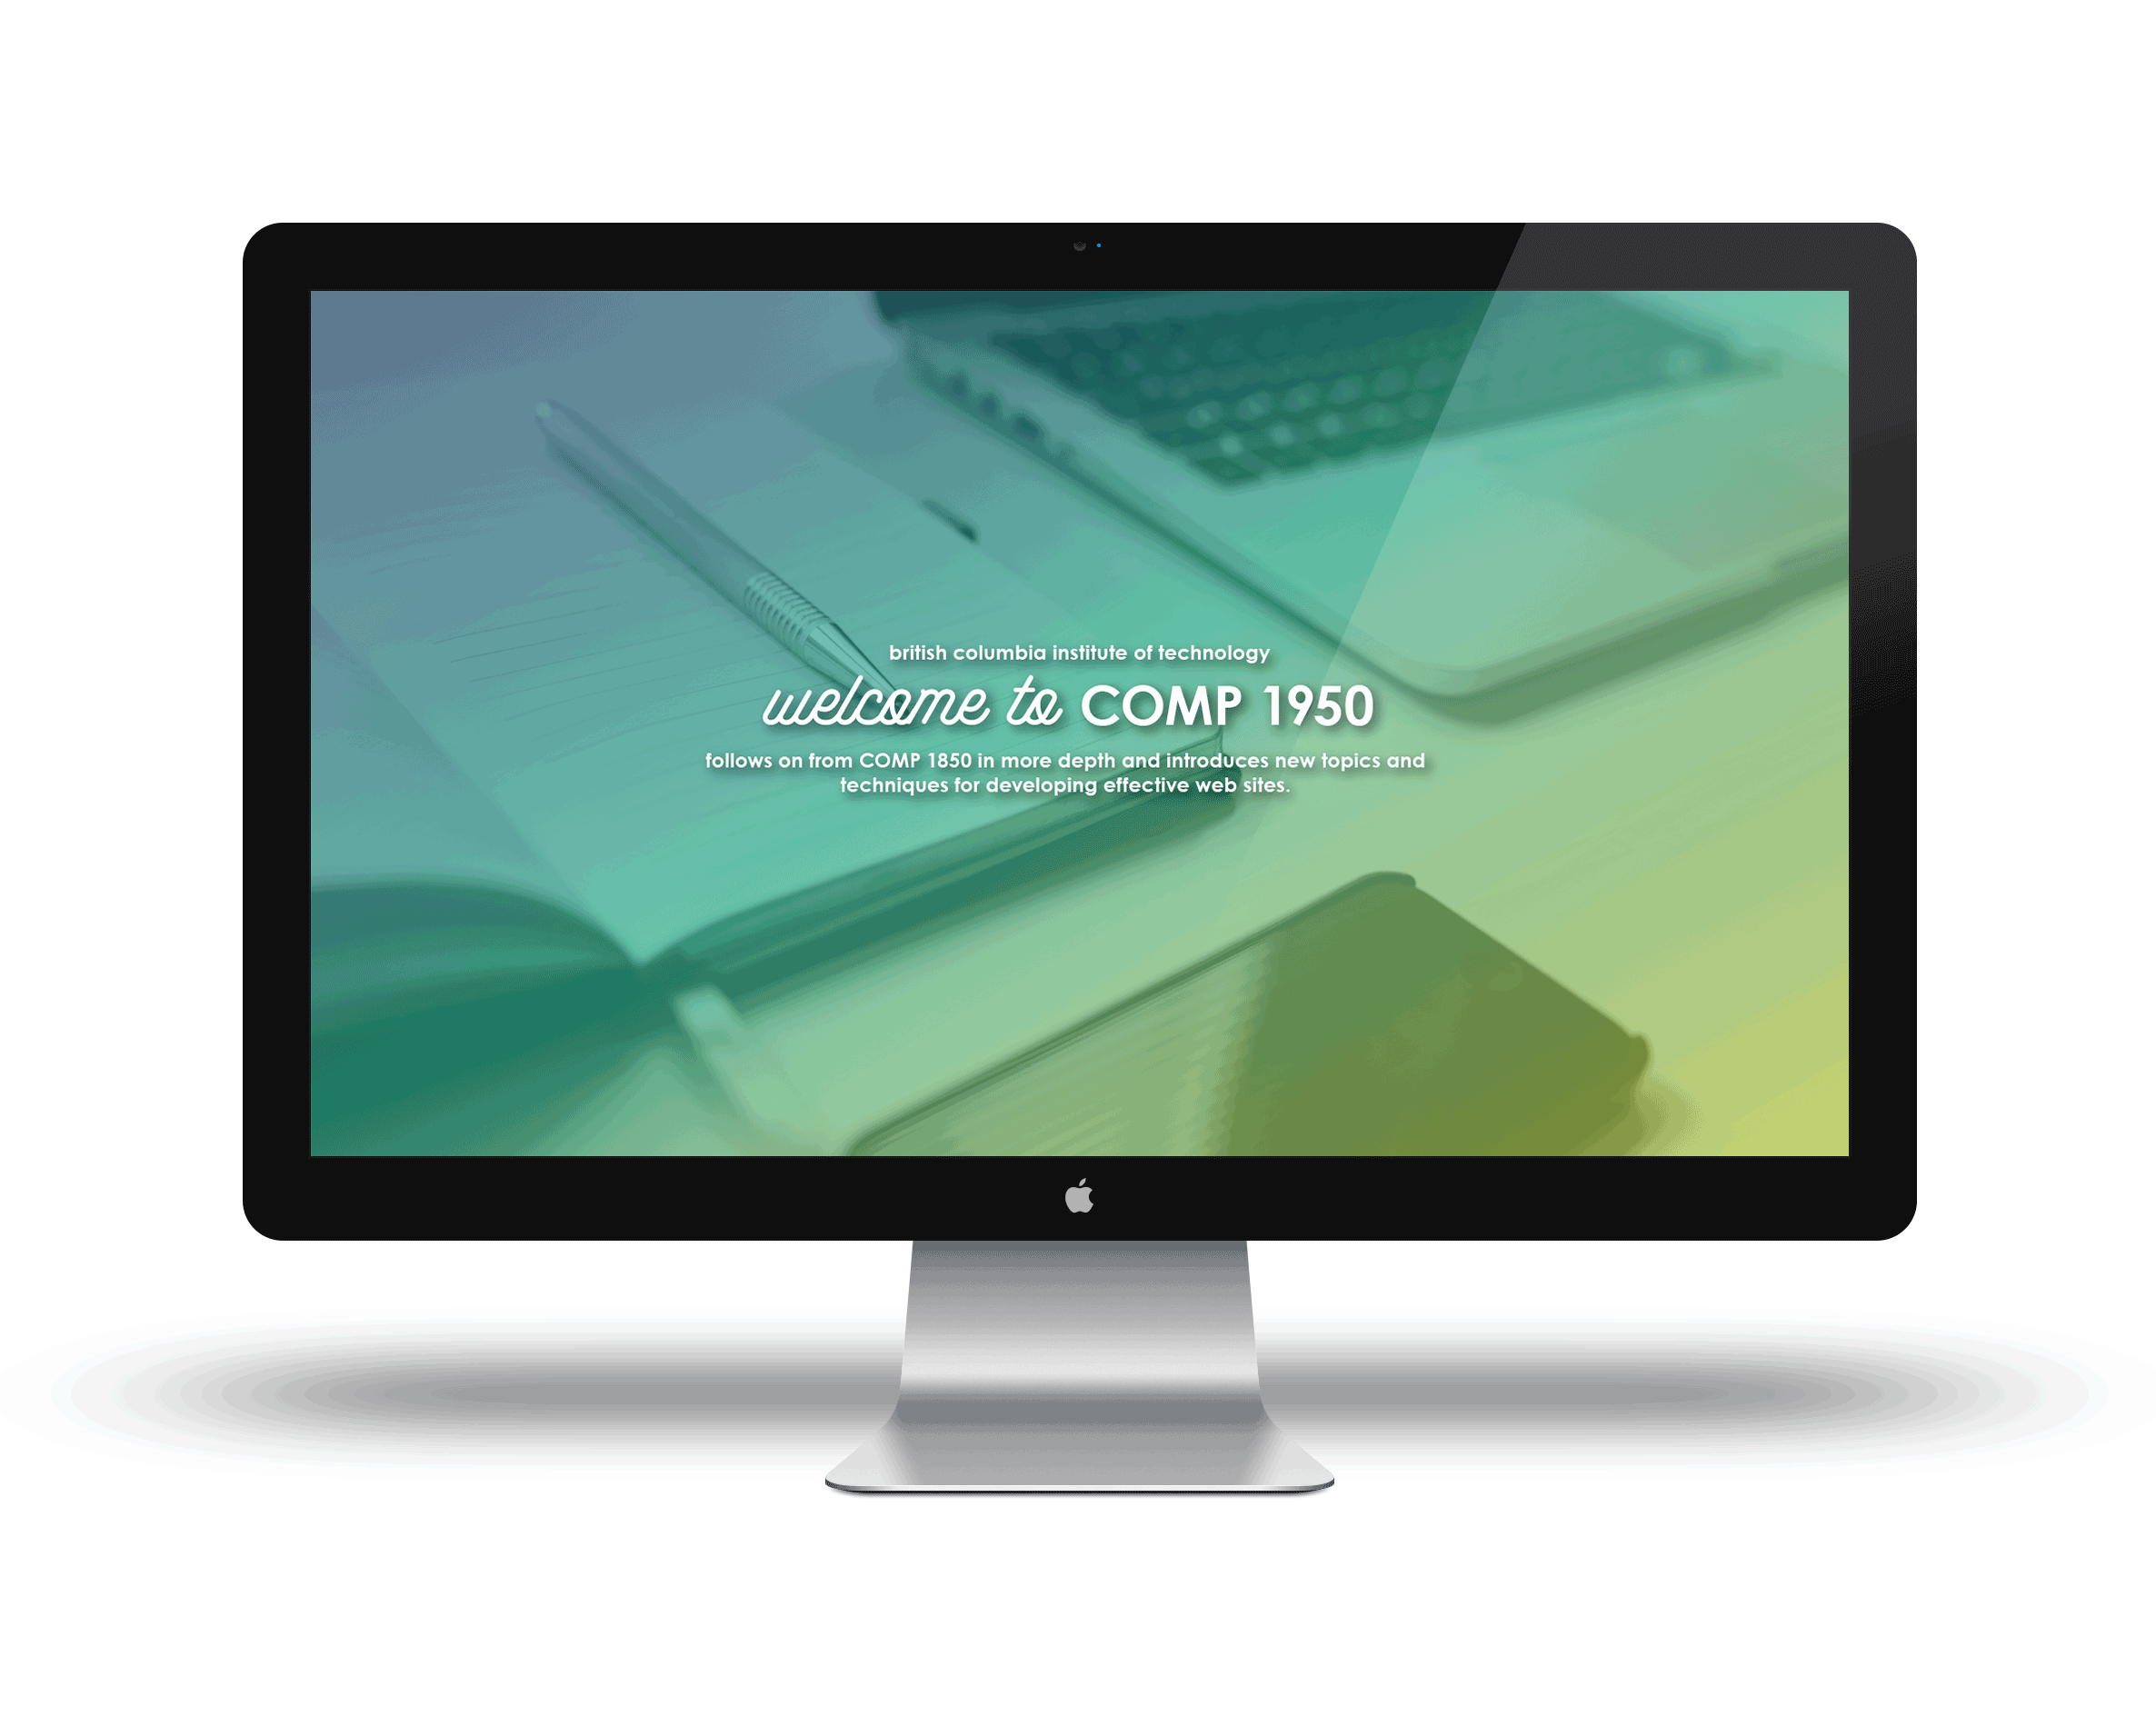 british columbia institute of technology
welcome to COMP 1950
follows on from COMP 1850 in more depth and introduces new topics and
techniques for developing effective web sites.